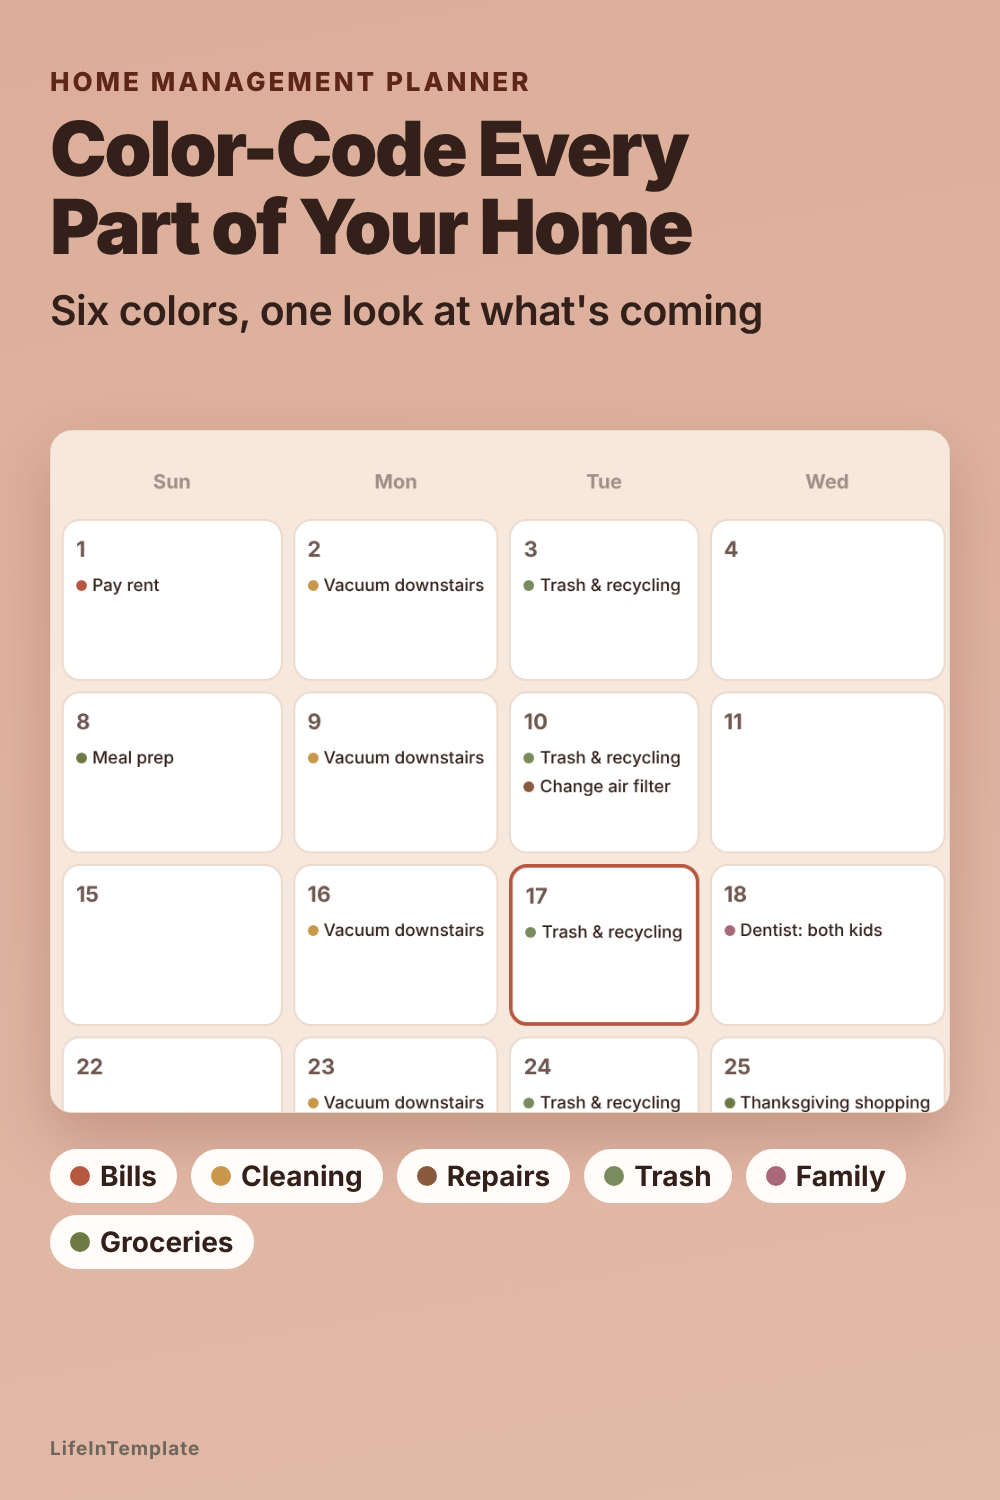 HOME MANAGEMENT PLANNER
Color-Code Every
Part of Your Home
Six colors, one look at what's coming
Sun Mon Tue Wed
1 2 3 4
Pay rent Vacuum downstairs Trash & recycling
8 9 10 11
Meal prep Vacuum downstairs Trash & recycling
Change air filter
15 16 17 18
Vacuum downstairs Trash & recycling Dentist: both kids
22 23 24 25
Vacuum downstairs Trash & recycling Thanksgiving shopping
Bills Cleaning Repairs Trash Family
Groceries
LifeInTemplate